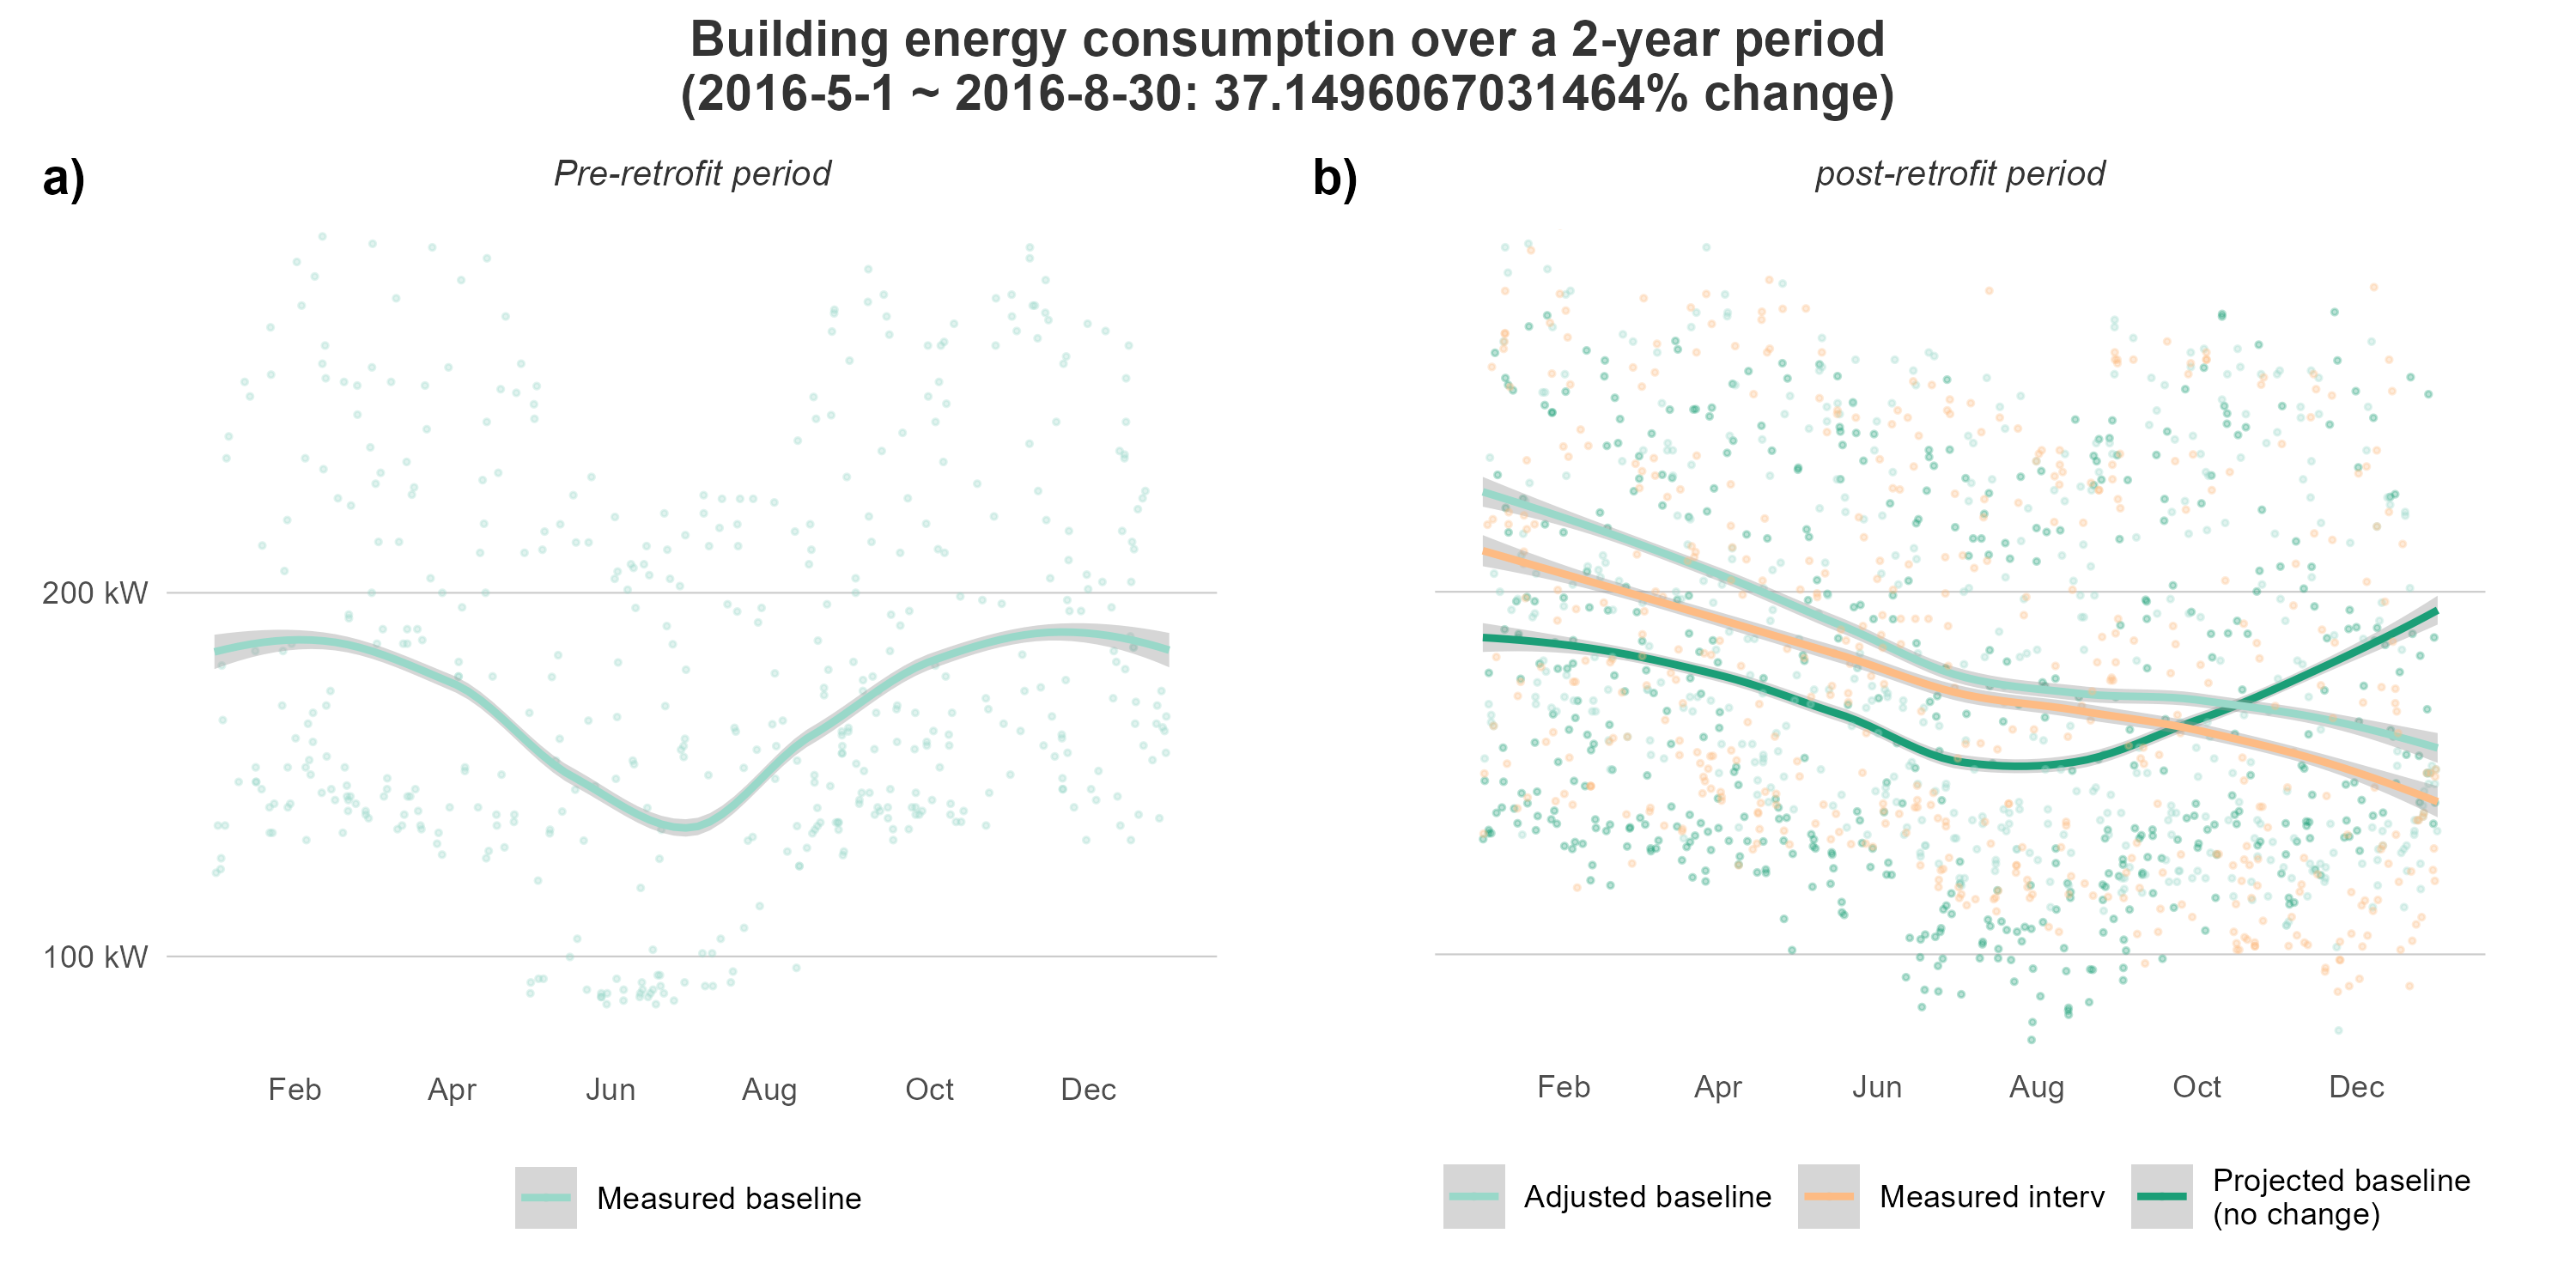 Building energy consumption over a 2-year period
(2016-5-1 ~ 2016-8-30: 37.1496067031464% change)
a)
Pre-retrofit period
200 kW
100 kW
Feb Apr Jun Aug Oct Dec
Measured baseline
b)
post-retrofit period
Feb Apr Jun Aug Oct Dec
Adjusted baseline
Measured interv
Projected baseline
(no change)